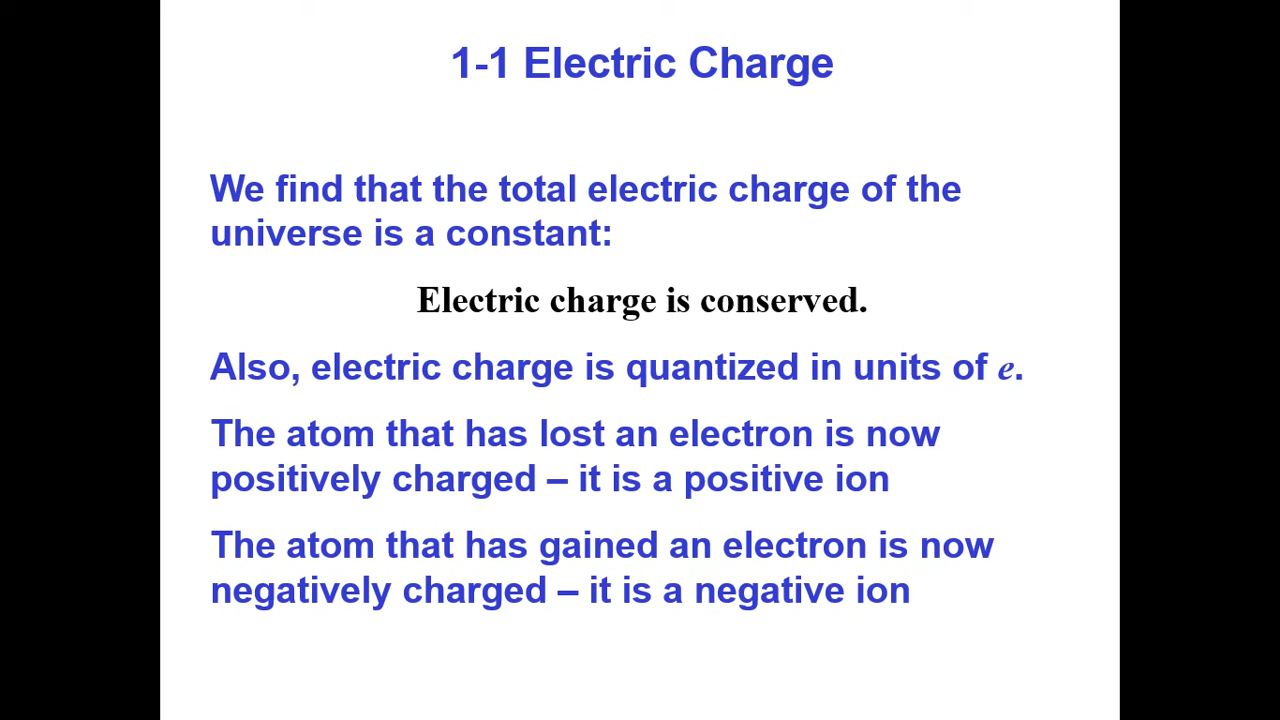 1-1 Electric Charge
We find that the total electric charge of the
universe is a constant:
Electric charge is conserved.
Also, electric charge is quantized in units of e.
The atom that has lost an electron is now
positively charged – it is a positive ion
The atom that has gained an electron is now
negatively charged – it is a negative ion